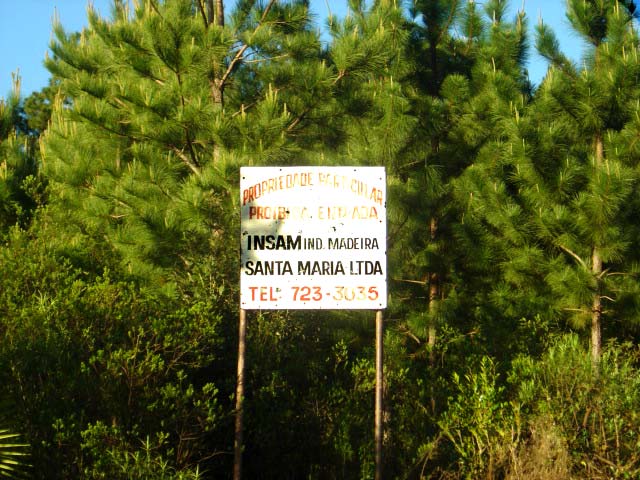 PROPRIEDADE PARTICULAR
PROIBIDA ENTRADA
INSAM IND. MADEIRA
SANTA MARIA LTDA
TEL: 723-3035